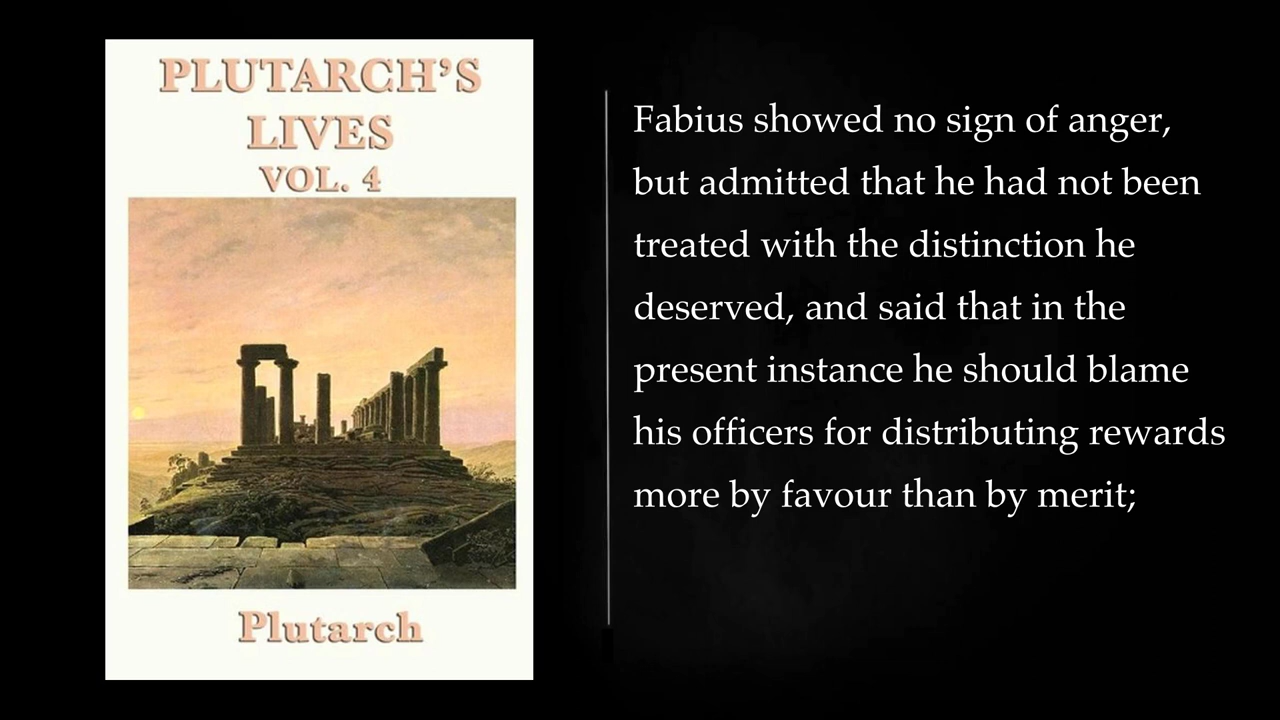 PLUTARCH'S
LIVES
VOL. 4
Plutarch
Fabius showed no sign of anger,
but admitted that he had not been
treated with the distinction he
deserved, and said that in the
present instance he should blame
his officers for distributing rewards
more by favour than by merit;